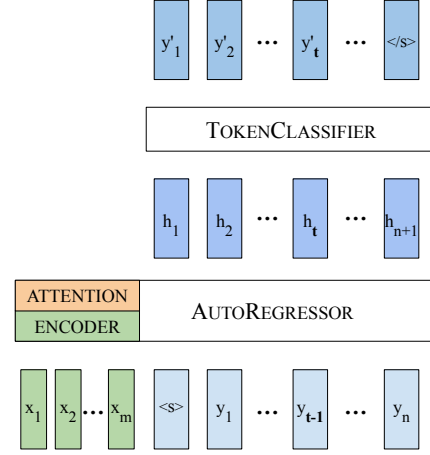 y'1 y'2 ... y't ... </s>
TOKENCLASSIFIER
h1 h2 ... ht ... hn+1
ATTENTION
ENCODER
AUTOREGRESSOR
x1 x2 ... xm <s> y1 ... yt-1 ... yn